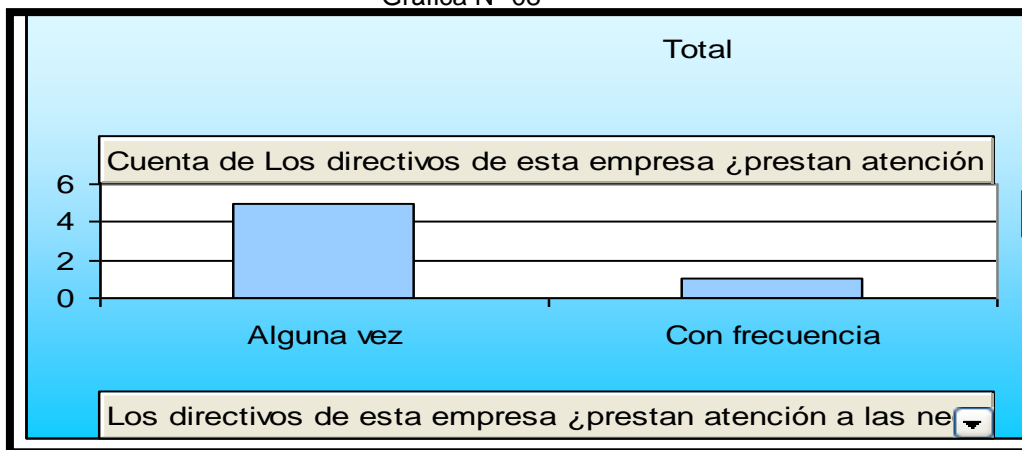 Total
Cuenta de Los directivos de esta empresa ¿prestan atención
6
4
2
0
Alguna vez
Con frecuencia
Los directivos de esta empresa ¿prestan atención a las ne